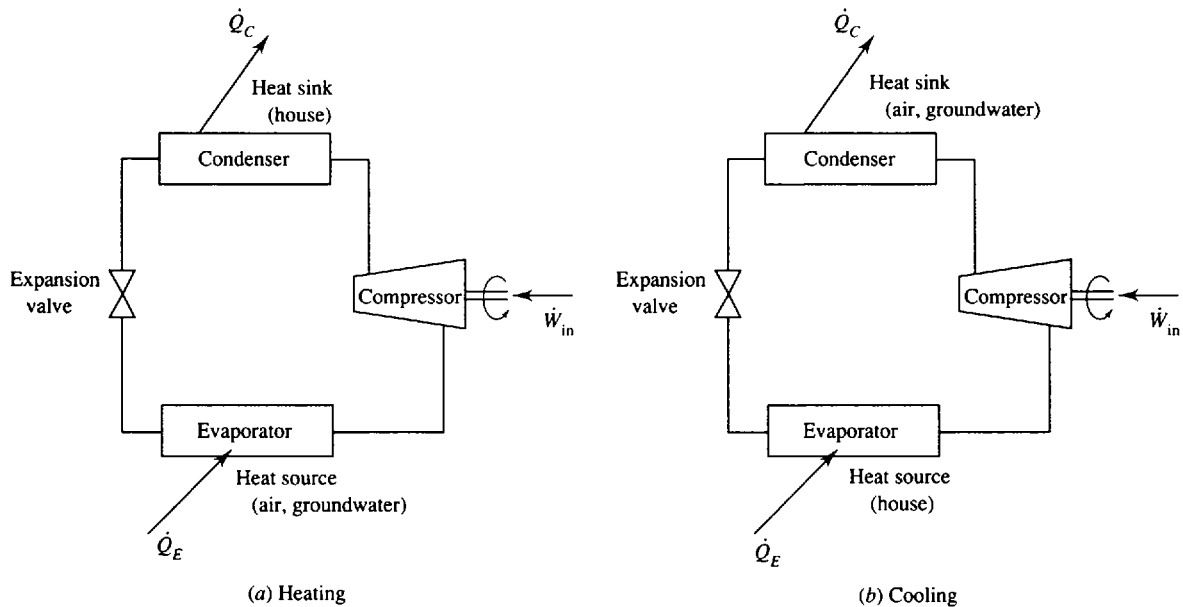 Q̇_C
Heat sink
(house)
Condenser
Expansion
valve
Compressor
Ẇ_in
Evaporator
Heat source
(air, groundwater)
Q̇_E
(a) Heating
Q̇_C
Heat sink
(air, groundwater)
Condenser
Expansion
valve
Compressor
Ẇ_in
Evaporator
Heat source
(house)
Q̇_E
(b) Cooling